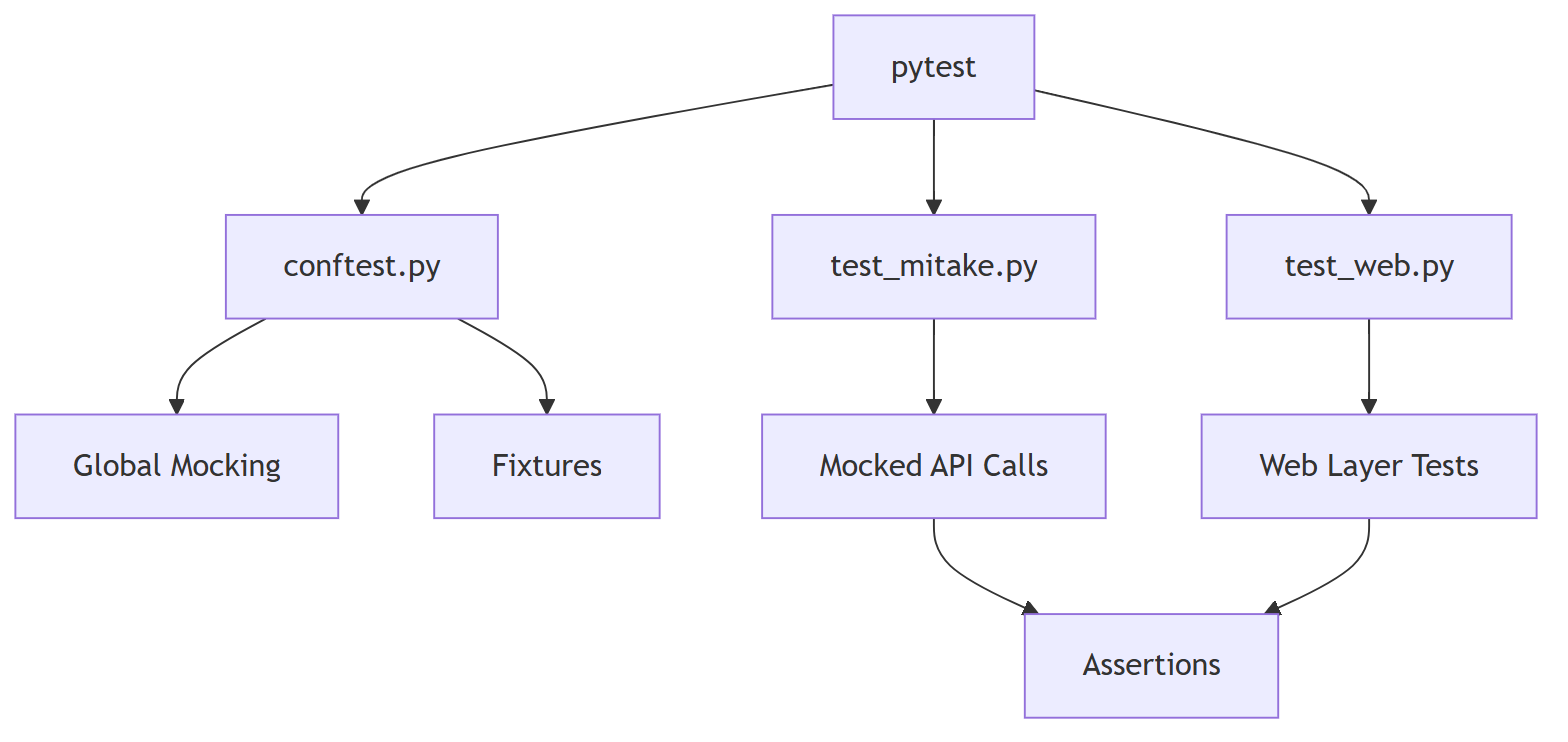 pytest
conftest.py
test_mitake.py
test_web.py
Global Mocking
Fixtures
Mocked API Calls
Web Layer Tests
Assertions